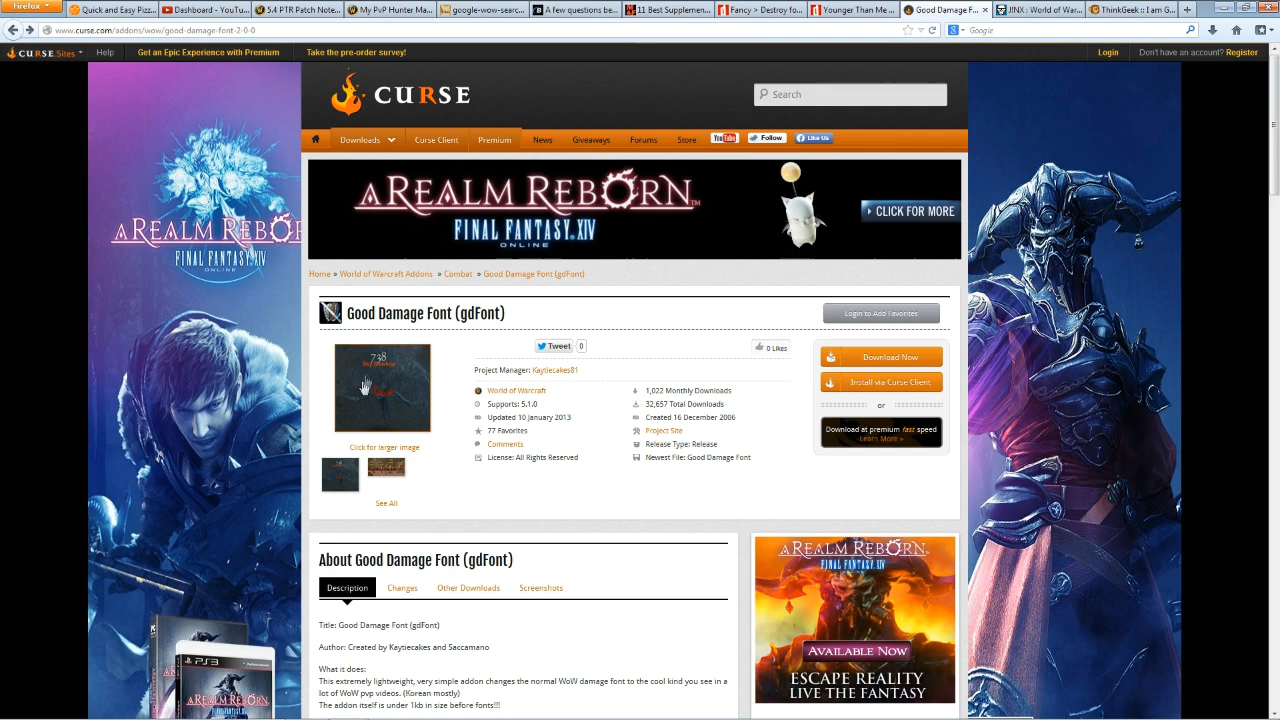 Firefox
Quick and Easy Pizz...
Dashboard - YouTu...
5.4 PTR Patch Note...
My PvP Hunter Ma...
google-wow-searc...
A few questions be...
11 Best Supplemen...
Fancy > Destroy fo...
Younger Than Me ...
Good Damage F...
JINX : World of War...
ThinkGeek :: I am G...
www.curse.com/addons/wow/good-damage-font-2-0-0
Google
CURSE Sites
Help
Get an Epic Experience with Premium
Take the pre-order survey!
Login
Don't have an account? Register
CURSE
Search
Downloads
Curse Client
Premium
News
Giveaways
Forums
Store
YouTube
Follow
Like Us
A REALM REBORN
FINAL FANTASY XIV
ONLINE
CLICK FOR MORE
A REALM REBORN
FINAL FANTASY XIV
ONLINE
Home » World of Warcraft Addons » Combat » Good Damage Font (gdFont)
Good Damage Font (gdFont)
Login to Add Favorites
738
Tweet
0
0 Likes
Project Manager: Kaytiecakes81
World of Warcraft
1,022 Monthly Downloads
Supports: 5.1.0
32,657 Total Downloads
Updated 10 January 2013
Created 16 December 2006
77 Favorites
Project Site
Comments
Release Type: Release
License: All Rights Reserved
Newest File: Good Damage Font
Download Now
Install via Curse Client
or
Download at premium fast speed
Learn More »
Click for larger image
See All
About Good Damage Font (gdFont)
Description
Changes
Other Downloads
Screenshots
Title: Good Damage Font (gdFont)
Author: Created by Kaytiecakes and Saccamano
What it does:
This extremely lightweight, very simple addon changes the normal WoW damage font to the cool kind you see in a
lot of WoW pvp videos. (Korean mostly)
The addon itself is under 1kb in size before fonts!!!
A REALM REBORN
FINAL FANTASY XIV
AVAILABLE NOW
ESCAPE REALITY
LIVE THE FANTASY
PS3
A REALM REBORN